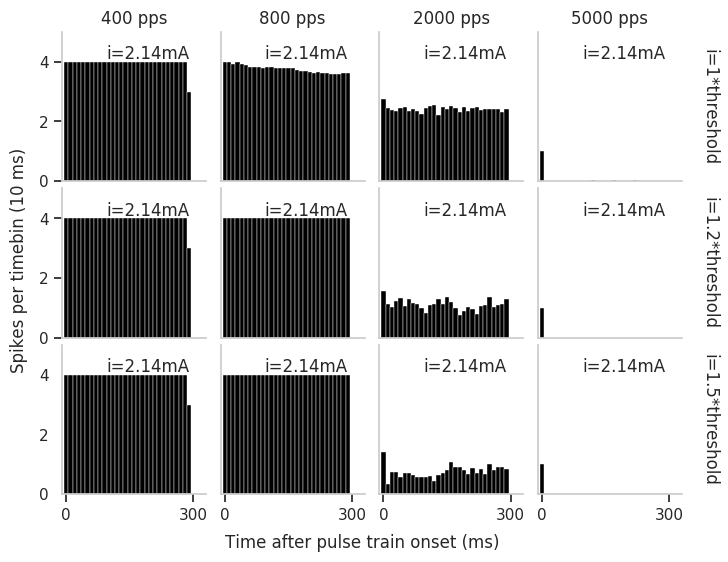 400 pps
800 pps
2000 pps
5000 pps
i=2.14mA
i=2.14mA
i=2.14mA
i=2.14mA
i=1*threshold
4
2
0
i=2.14mA
i=2.14mA
i=2.14mA
i=2.14mA
i=1.2*threshold
4
2
0
i=2.14mA
i=2.14mA
i=2.14mA
i=2.14mA
i=1.5*threshold
4
2
0
Spikes per timebin (10 ms)
0
300
0
300
0
300
0
300
Time after pulse train onset (ms)